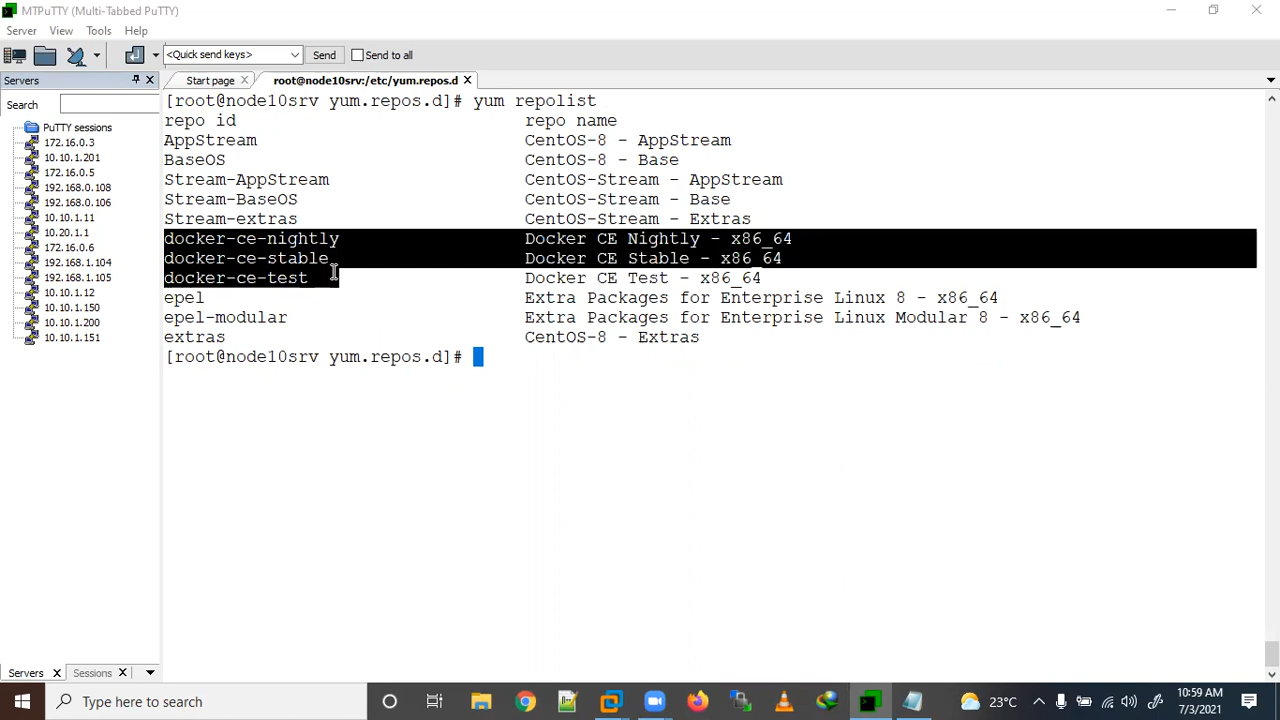 MTPuTTY (Multi-Tabbed PuTTY)
Server View Tools Help
<Quick send keys> Send Send to all
Servers
Start page root@node10srv:/etc/yum.repos.d
Search
PuTTY sessions
172.16.0.3
10.10.1.201
172.16.0.5
192.168.0.108
192.168.0.106
10.10.1.11
10.20.1.1
172.16.0.6
192.168.1.104
192.168.1.105
10.10.1.12
10.10.1.150
10.10.1.200
10.10.1.151
[root@node10srv yum.repos.d]# yum repolist
repo id repo name
AppStream CentOS-8 - AppStream
BaseOS CentOS-8 - Base
Stream-AppStream CentOS-Stream - AppStream
Stream-BaseOS CentOS-Stream - Base
Stream-extras CentOS-Stream - Extras
docker-ce-nightly Docker CE Nightly - x86_64
docker-ce-stable Docker CE Stable - x86_64
docker-ce-test Docker CE Test - x86_64
epel Extra Packages for Enterprise Linux 8 - x86_64
epel-modular Extra Packages for Enterprise Linux Modular 8 - x86_64
extras CentOS-8 - Extras
[root@node10srv yum.repos.d]#
Servers Sessions
Type here to search
23°C
10:59 AM
7/3/2021